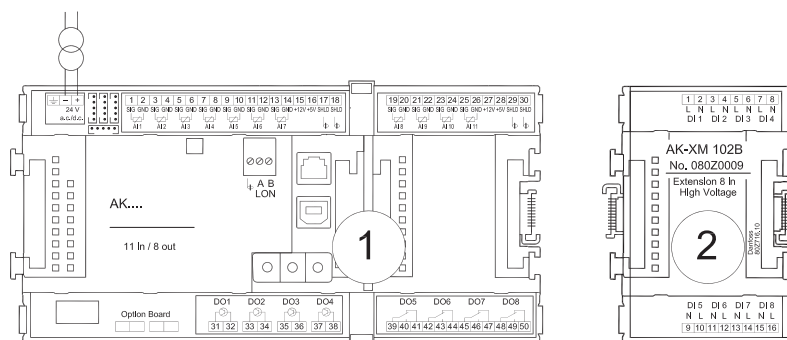 ⏚ – +
24 V
a.c./d.c.
1 2 3 4 5 6 7 8 9 10 11 12 13 14 15 16 17 18
SIG GND SIG GND SIG GND SIG GND SIG GND SIG GND SIG GND +12V +5V SHLD SHLD
AI1 AI2 AI3 AI4 AI5 AI6 AI7
19 20 21 22 23 24 25 26 27 28 29 30
SIG GND SIG GND SIG GND SIG GND +12V +5V SHLD SHLD
AI8 AI9 AI10 AI11
A B
LON
AK....
11 In / 8 out
1
Option Board
DO1 DO2 DO3 DO4
31 32 33 34 35 36 37 38
DO5 DO6 DO7 DO8
39 40 41 42 43 44 45 46 47 48 49 50
1 2 3 4 5 6 7 8
L N L N L N L N
DI 1 DI 2 DI 3 DI 4
AK-XM 102B
No. 080Z0009
Extension 8 In
High Voltage
2
Danfoss
80Z716.10
DI 5 DI 6 DI 7 DI 8
N L N L N L N L
9 10 11 12 13 14 15 16